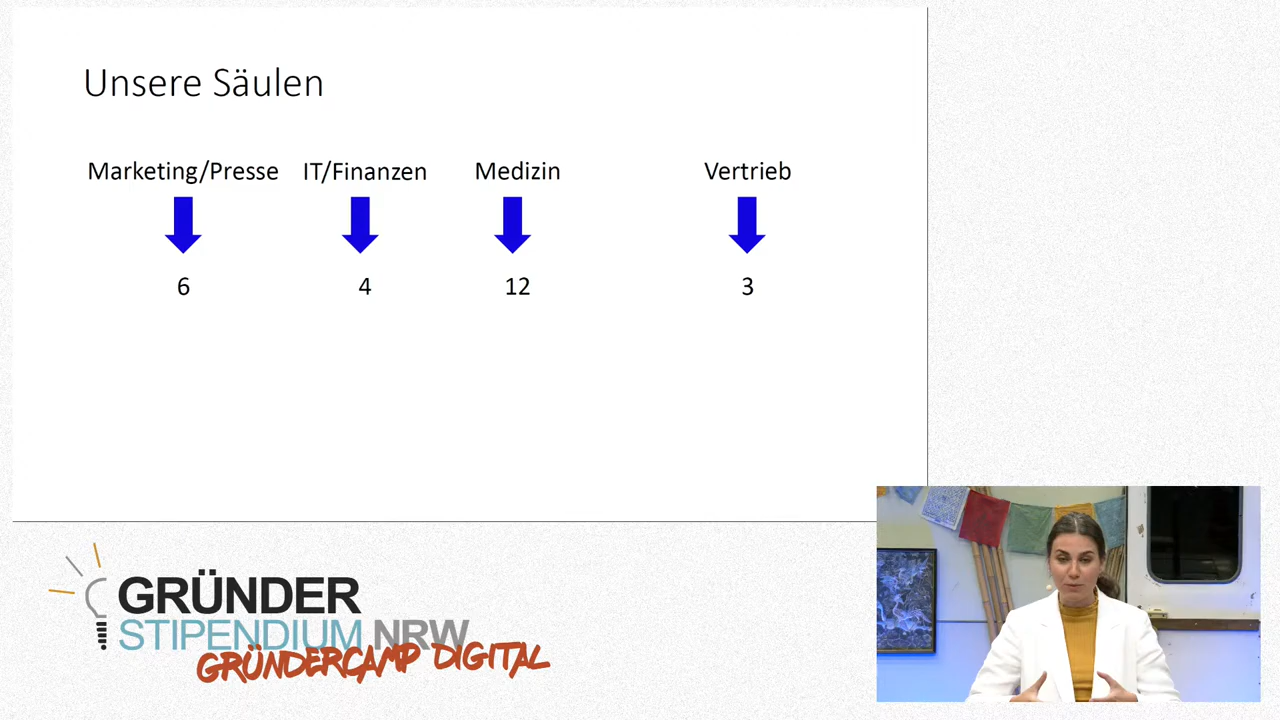 Unsere Säulen
Marketing/Presse IT/Finanzen Medizin Vertrieb
6 4 12 3
GRÜNDER
STIPENDIUM NRW
GRÜNDERCAMP DIGITAL